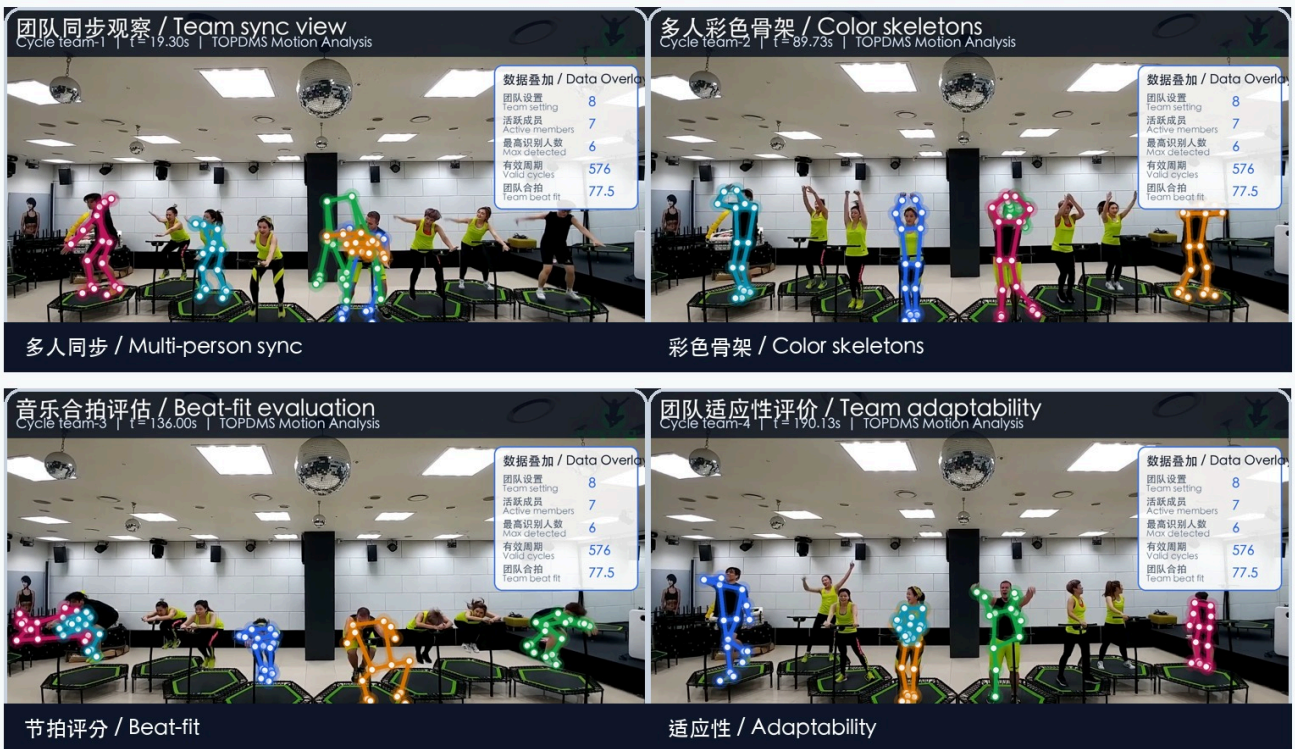 团队同步观察 / Team sync view
Cycle team-1 | t = 19.30s | TOPDMS Motion Analysis
数据叠加 / Data Overlay
团队设置
Team setting
8
活跃成员
Active members
7
最高识别人数
Max detected
6
有效周期
Valid cycles
576
团队合拍
Team beat fit
77.5
多人同步 / Multi-person sync
多人彩色骨架 / Color skeletons
Cycle team-2 | t = 89.73s | TOPDMS Motion Analysis
数据叠加 / Data Overlay
团队设置
Team setting
8
活跃成员
Active members
7
最高识别人数
Max detected
6
有效周期
Valid cycles
576
团队合拍
Team beat fit
77.5
彩色骨架 / Color skeletons
音乐合拍评估 / Beat-fit evaluation
Cycle team-3 | t = 136.00s | TOPDMS Motion Analysis
数据叠加 / Data Overlay
团队设置
Team setting
8
活跃成员
Active members
7
最高识别人数
Max detected
6
有效周期
Valid cycles
576
团队合拍
Team beat fit
77.5
节拍评分 / Beat-fit
团队适应性评价 / Team adaptability
Cycle team-4 | t = 190.13s | TOPDMS Motion Analysis
数据叠加 / Data Overlay
团队设置
Team setting
8
活跃成员
Active members
7
最高识别人数
Max detected
6
有效周期
Valid cycles
576
团队合拍
Team beat fit
77.5
适应性 / Adaptability